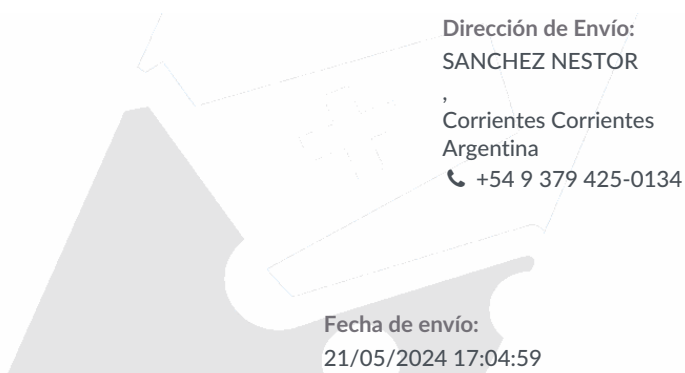 Dirección de Envío:
SANCHEZ NESTOR
,
Corrientes Corrientes
Argentina
+54 9 379 425-0134
Fecha de envío:
21/05/2024 17:04:59